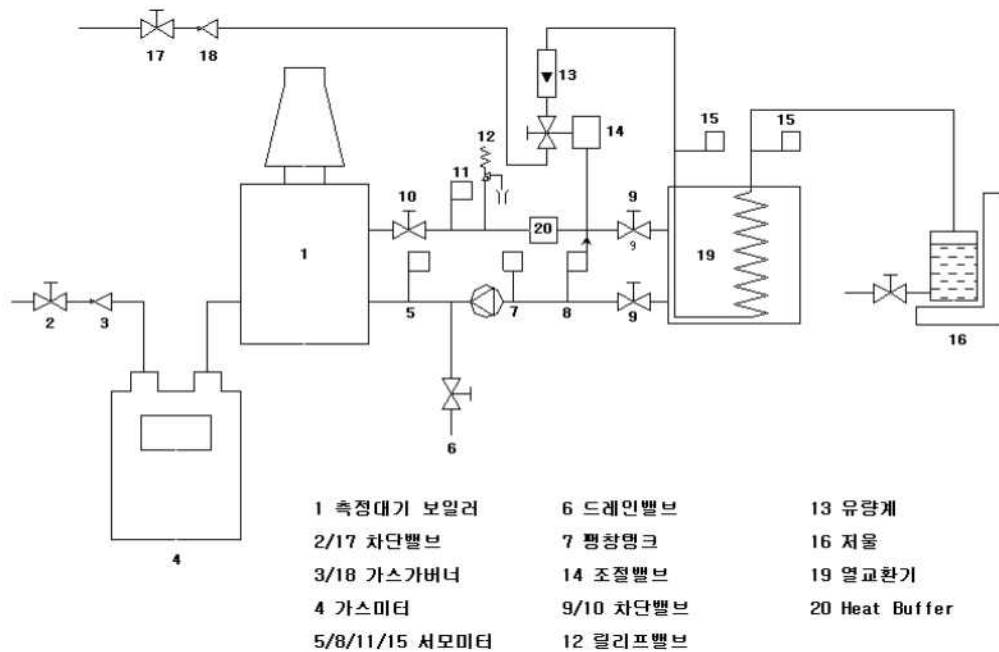 17
18
13
15
15
14
12
11
10
9
20
9
1
19
2
3
5
7
8
9
16
6
4
1 측정대기 보일러
6 드레인밸브
13 유량계
2/17 차단밸브
7 팽창탱크
16 저울
3/18 가스가버너
14 조절밸브
19 열교환기
4 가스미터
9/10 차단밸브
20 Heat Buffer
5/8/11/15 서모미터
12 릴리프밸브